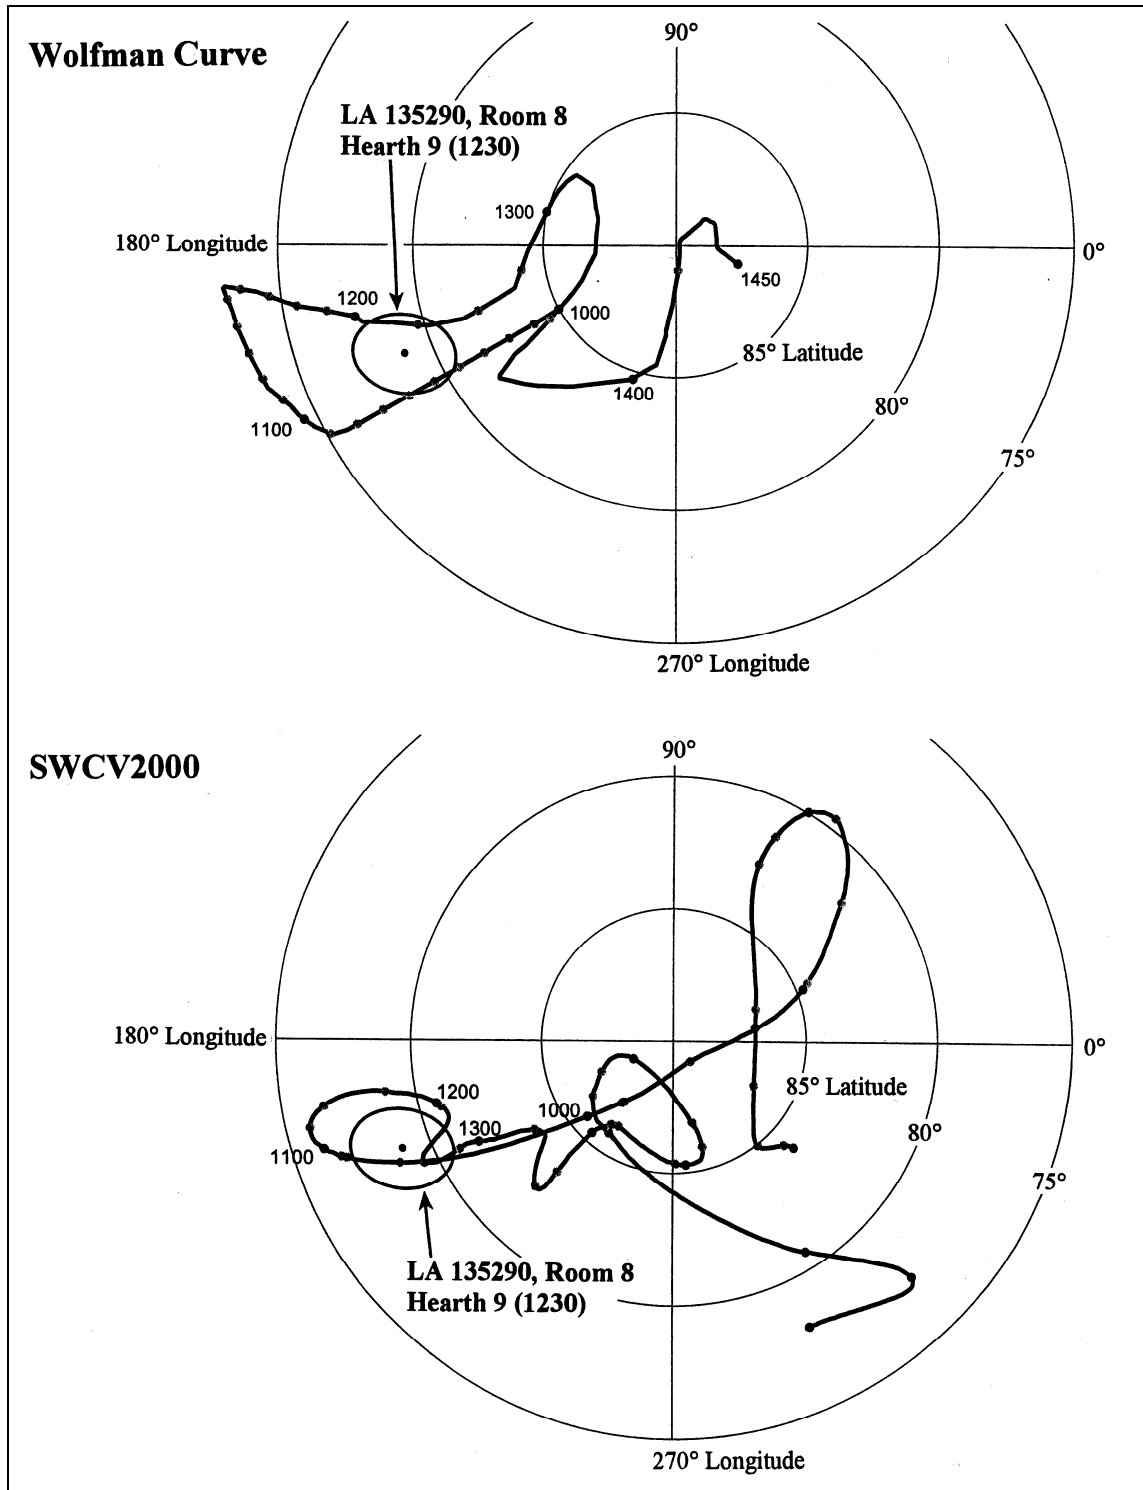 Wolfman Curve
90°
LA 135290, Room 8
Hearth 9 (1230)
1300
180° Longitude
0°
1450
1200
1000
85° Latitude
1400
80°
1100
75°
270° Longitude
SWCV2000
90°
180° Longitude
0°
85° Latitude
1200
1000
1300
80°
1100
75°
LA 135290, Room 8
Hearth 9 (1230)
270° Longitude